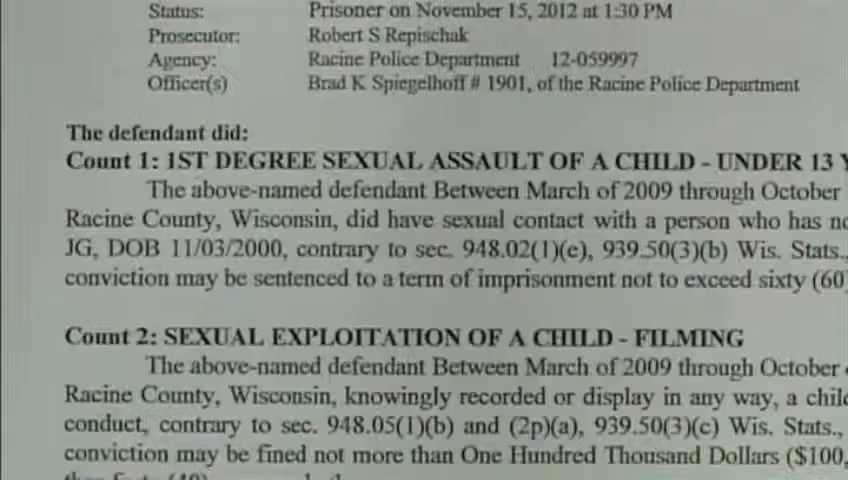 Status: Prisoner on November 15, 2012 at 1:30 PM
Prosecutor: Robert S Repischak
Agency: Racine Police Department 12-059997
Officer(s) Brad K Spiegelhoff # 1901, of the Racine Police Department
The defendant did:
Count 1: 1ST DEGREE SEXUAL ASSAULT OF A CHILD - UNDER 13 Y
The above-named defendant Between March of 2009 through October
Racine County, Wisconsin, did have sexual contact with a person who has no
JG, DOB 11/03/2000, contrary to sec. 948.02(1)(e), 939.50(3)(b) Wis. Stats.,
conviction may be sentenced to a term of imprisonment not to exceed sixty (60)
Count 2: SEXUAL EXPLOITATION OF A CHILD - FILMING
The above-named defendant Between March of 2009 through October
Racine County, Wisconsin, knowingly recorded or display in any way, a child
conduct, contrary to sec. 948.05(1)(b) and (2p)(a), 939.50(3)(c) Wis. Stats.,
conviction may be fined not more than One Hundred Thousand Dollars ($100,